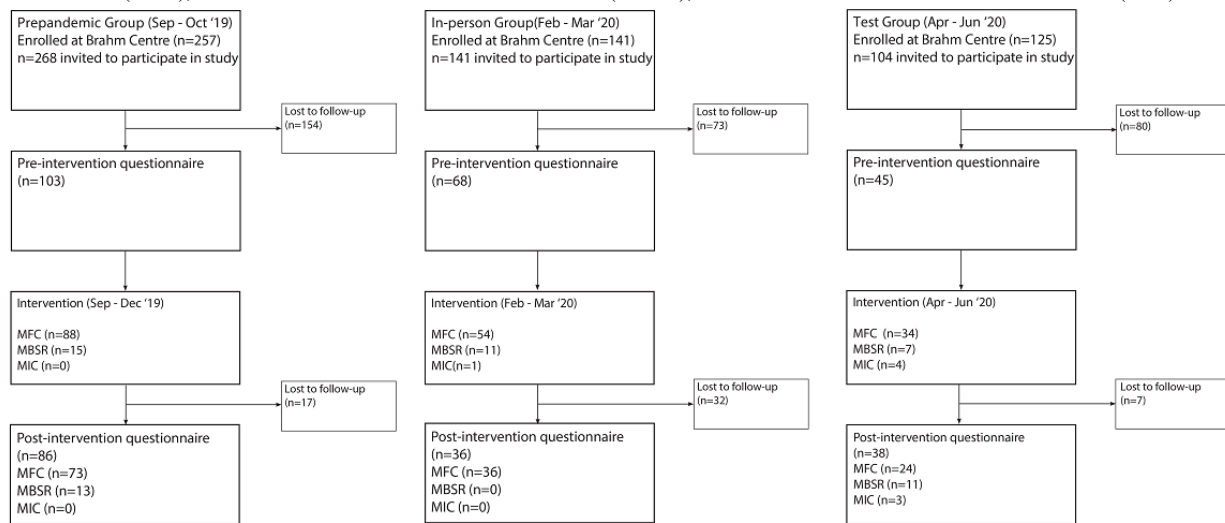 Prepandemic Group (Sep - Oct '19)
Enrolled at Brahm Centre (n=257)
n=268 invited to participate in study
Lost to follow-up
(n=154)
Pre-intervention questionnaire
(n=103)
Intervention (Sep - Dec '19)
MFC (n=88)
MBSR (n=15)
MIC (n=0)
Lost to follow-up
(n=17)
Post-intervention questionnaire
(n=86)
MFC (n=73)
MBSR (n=13)
MIC (n=0)
In-person Group(Feb - Mar '20)
Enrolled at Brahm Centre (n=141)
n=141 invited to participate in study
Lost to follow-up
(n=73)
Pre-intervention questionnaire
(n=68)
Intervention (Feb - Mar '20)
MFC (n=54)
MBSR (n=11)
MIC(n=1)
Lost to follow-up
(n=32)
Post-intervention questionnaire
(n=36)
MFC (n=36)
MBSR (n=0)
MIC (n=0)
Test Group (Apr - Jun '20)
Enrolled at Brahm Centre (n=125)
n=104 invited to participate in study
Lost to follow-up
(n=80)
Pre-intervention questionnaire
(n=45)
Intervention (Apr - Jun '20)
MFC (n=34)
MBSR (n=7)
MIC (n=4)
Lost to follow-up
(n=7)
Post-intervention questionnaire
(n=38)
MFC (n=24)
MBSR (n=11)
MIC (n=3)